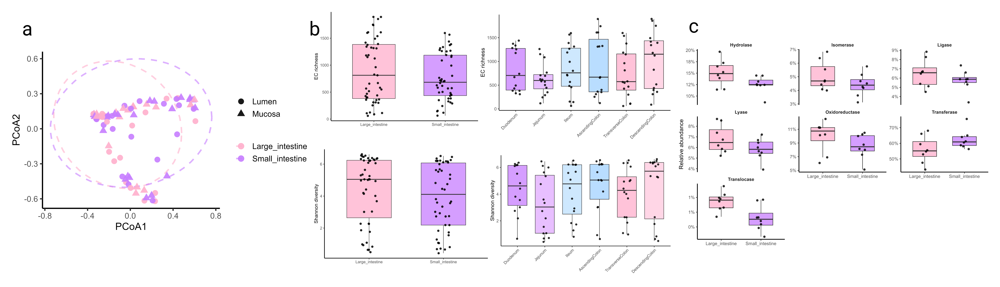 a
0.6
0.3
0.0
-0.3
-0.6
-0.8
-0.4
0.0
0.4
0.8
PCoA1
PCoA2
Lumen
Mucosa
Large_intestine
Small_intestine
b
EC richness
1500
1000
500
0
Large_intestine
Small_intestine
EC richness
1500
1000
500
0
Duodenum
Jejunum
Ileum
AscendingColon
TransverseColon
DescendingColon
Shannon diversity
6
4
2
Large_intestine
Small_intestine
Shannon diversity
6
4
2
Duodenum
Jejunum
Ileum
AscendingColon
TransverseColon
DescendingColon
c
Relative abundance
Hydrolase
20%
18%
15%
12%
10%
Isomerase
7%
6%
5%
4%
3%
Ligase
9%
8%
7%
6%
5%
4%
Lyase
8%
7%
6%
5%
4%
Oxidoreductase
11%
9%
7%
5%
Large_intestine
Small_intestine
Transferase
70%
60%
50%
Large_intestine
Small_intestine
Translocase
1%
1%
0%
Large_intestine
Small_intestine